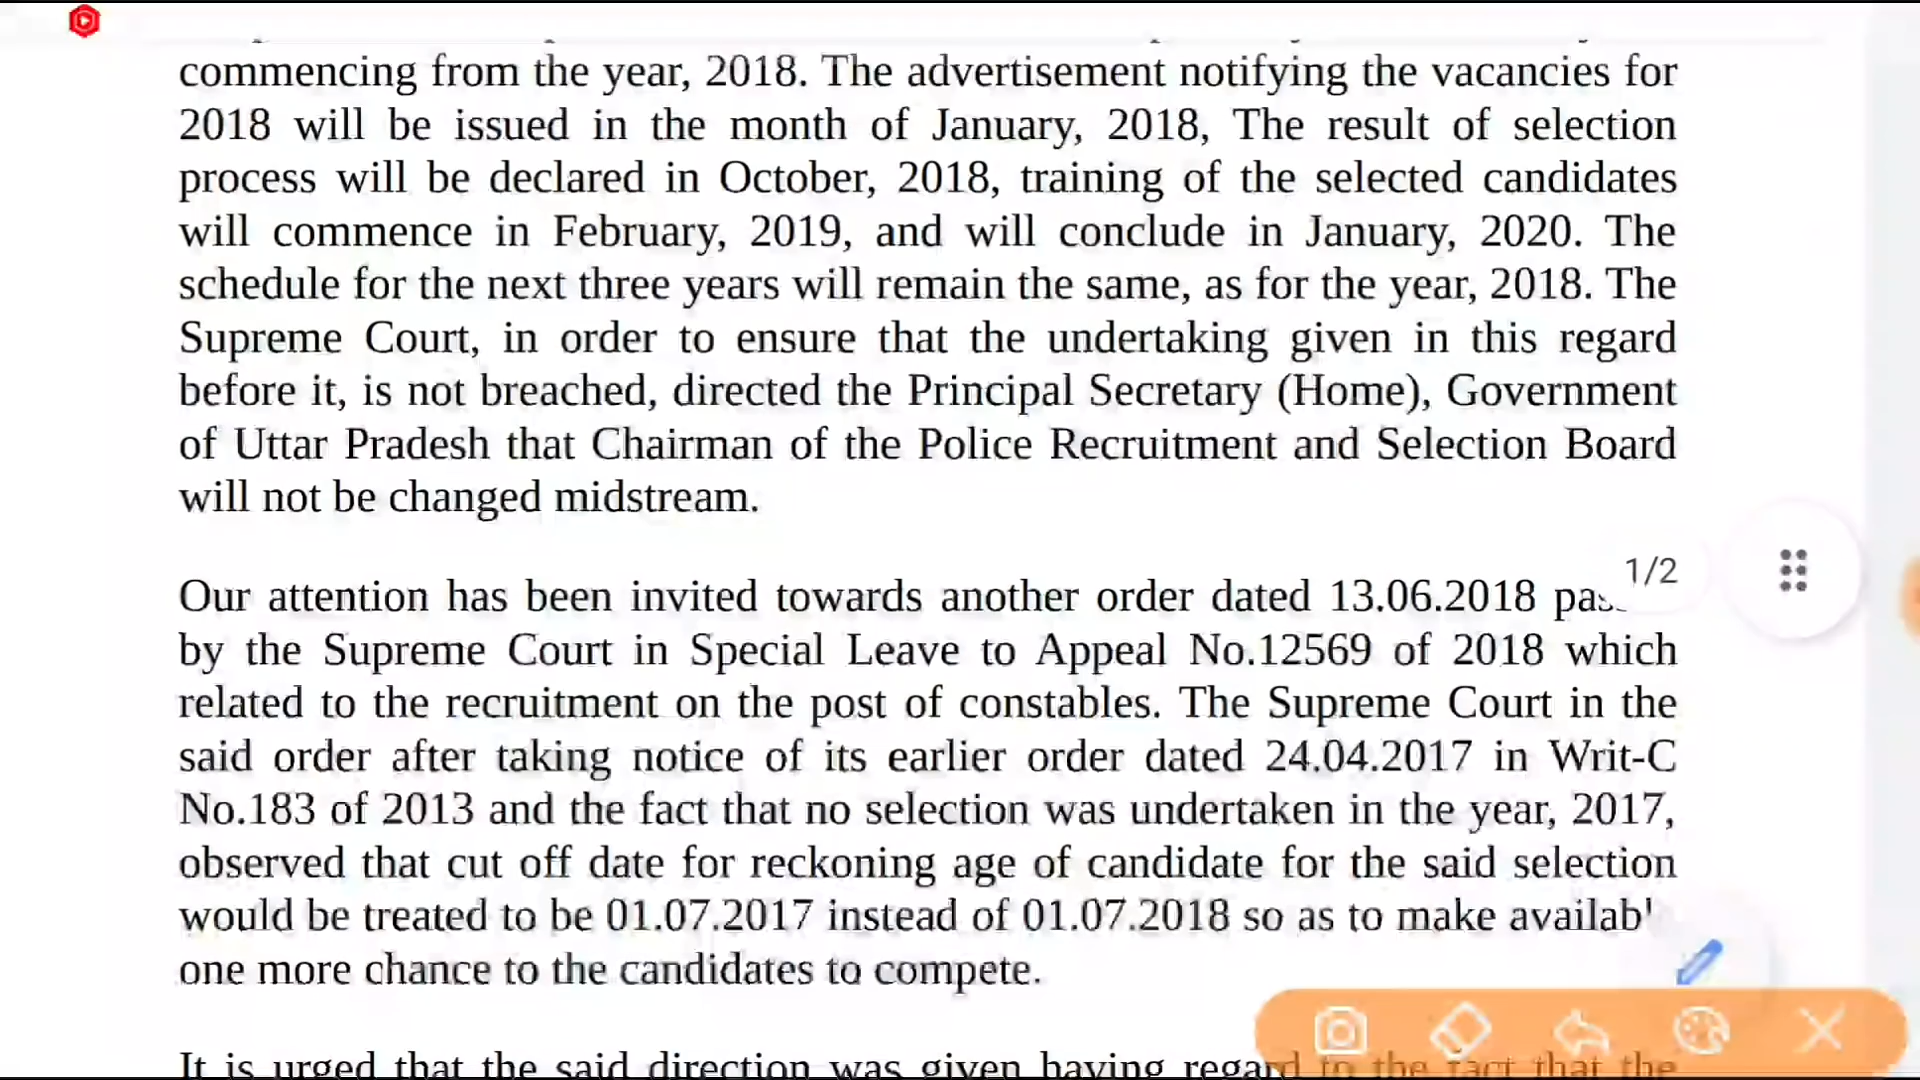 commencing from the year, 2018. The advertisement notifying the vacancies for
2018 will be issued in the month of January, 2018, The result of selection
process will be declared in October, 2018, training of the selected candidates
will commence in February, 2019, and will conclude in January, 2020. The
schedule for the next three years will remain the same, as for the year, 2018. The
Supreme Court, in order to ensure that the undertaking given in this regard
before it, is not breached, directed the Principal Secretary (Home), Government
of Uttar Pradesh that Chairman of the Police Recruitment and Selection Board
will not be changed midstream.
1/2
Our attention has been invited towards another order dated 13.06.2018
by the Supreme Court in Special Leave to Appeal No.12569 of 2018 which
related to the recruitment on the post of constables. The Supreme Court in the
said order after taking notice of its earlier order dated 24.04.2017 in Writ-C
No.183 of 2013 and the fact that no selection was undertaken in the year, 2017,
observed that cut off date for reckoning age of candidate for the said selection
would be treated to be 01.07.2017 instead of 01.07.2018 so as to make
one more chance to the candidates to compete.
It is urged that the said direction was given having regard to the fact that the